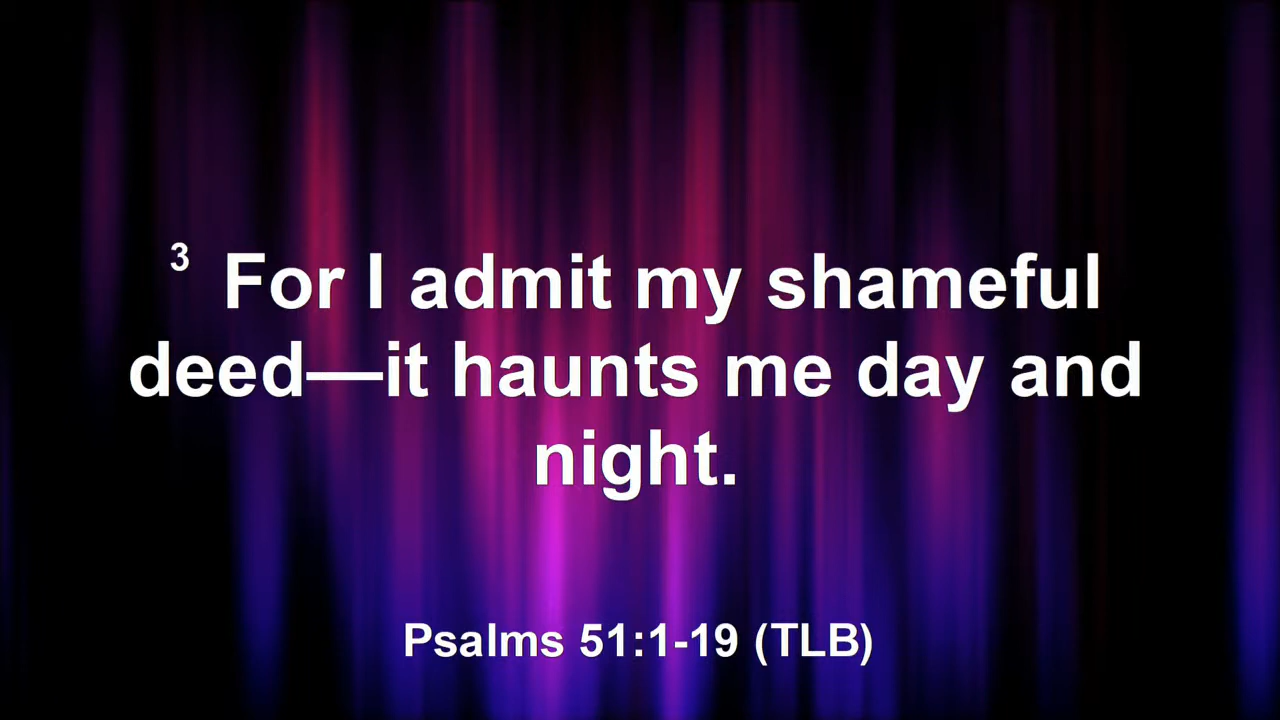 3 For I admit my shameful
deed—it haunts me day and
night.
Psalms 51:1-19 (TLB)